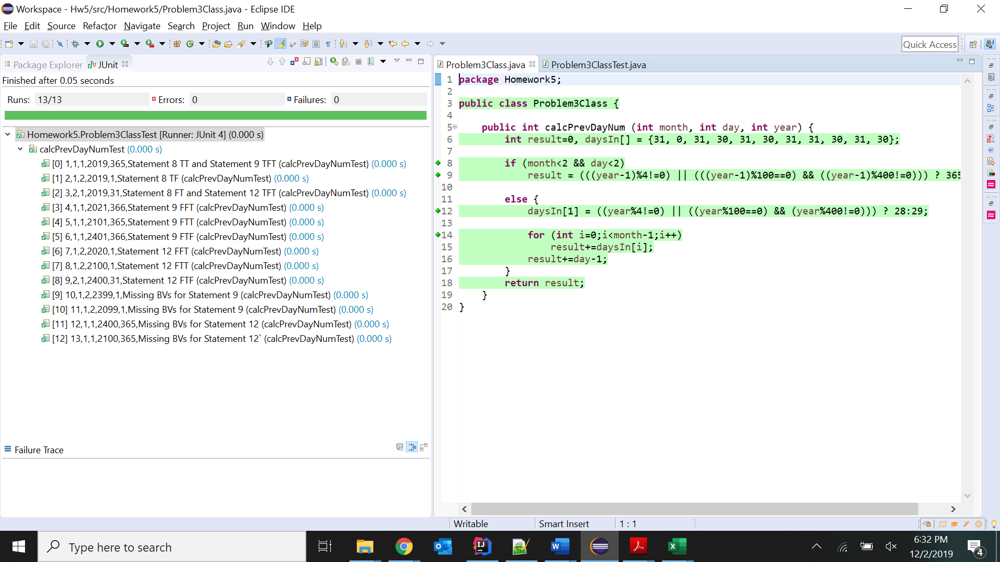 Workspace - Hw5/src/Homework5/Problem3Class.java - Eclipse IDE
File Edit Source Refactor Navigate Search Project Run Window Help
Quick Access
Package Explorer JUnit
Finished after 0.05 seconds
Runs: 13/13 Errors: 0 Failures: 0
Homework5.Problem3ClassTest [Runner: JUnit 4] (0.000 s)
calcPrevDayNumTest (0.000 s)
[0] 1,1,1,2019,365,Statement 8 TT and Statement 9 TFT (calcPrevDayNumTest) (0.000 s)
[1] 2,1,2,2019,1,Statement 8 TF (calcPrevDayNumTest) (0.000 s)
[2] 3,2,1,2019,31,Statement 8 FT and Statement 12 TFT (calcPrevDayNumTest) (0.000 s)
[3] 4,1,1,2021,366,Statement 9 FFT (calcPrevDayNumTest) (0.000 s)
[4] 5,1,1,2101,365,Statement 9 FTT (calcPrevDayNumTest) (0.000 s)
[5] 6,1,1,2401,366,Statement 9 FTF (calcPrevDayNumTest) (0.000 s)
[6] 7,1,2,2020,1,Statement 12 FFT (calcPrevDayNumTest) (0.000 s)
[7] 8,1,2,2100,1,Statement 12 FTT (calcPrevDayNumTest) (0.000 s)
[8] 9,2,1,2400,31,Statement 12 FTF (calcPrevDayNumTest) (0.000 s)
[9] 10,1,2,2399,1,Missing BVs for Statement 9 (calcPrevDayNumTest) (0.000 s)
[10] 11,1,2,2099,1,Missing BVs for Statement 9 (calcPrevDayNumTest) (0.000 s)
[11] 12,1,1,2400,365,Missing BVs for Statement 12 (calcPrevDayNumTest) (0.000 s)
[12] 13,1,1,2100,365,Missing BVs for Statement 12` (calcPrevDayNumTest) (0.000 s)
Failure Trace
Problem3Class.java Problem3ClassTest.java
1 package Homework5;
2
3 public class Problem3Class {
4
5 public int calcPrevDayNum (int month, int day, int year) {
6 int result=0, daysIn[] = {31, 0, 31, 30, 31, 30, 31, 31, 30, 31, 30};
7
8 if (month<2 && day<2)
9 result = (((year-1)%4!=0) || (((year-1)%100==0) && ((year-1)%400!=0))) ? 365
10
11 else {
12 daysIn[1] = ((year%4!=0) || ((year%100==0) && (year%400!=0))) ? 28:29;
13
14 for (int i=0;i<month-1;i++)
15 result+=daysIn[i];
16 result+=day-1;
17 }
18 return result;
19 }
20 }
Writable Smart Insert 1 : 1
Type here to search
6:32 PM
12/2/2019
4